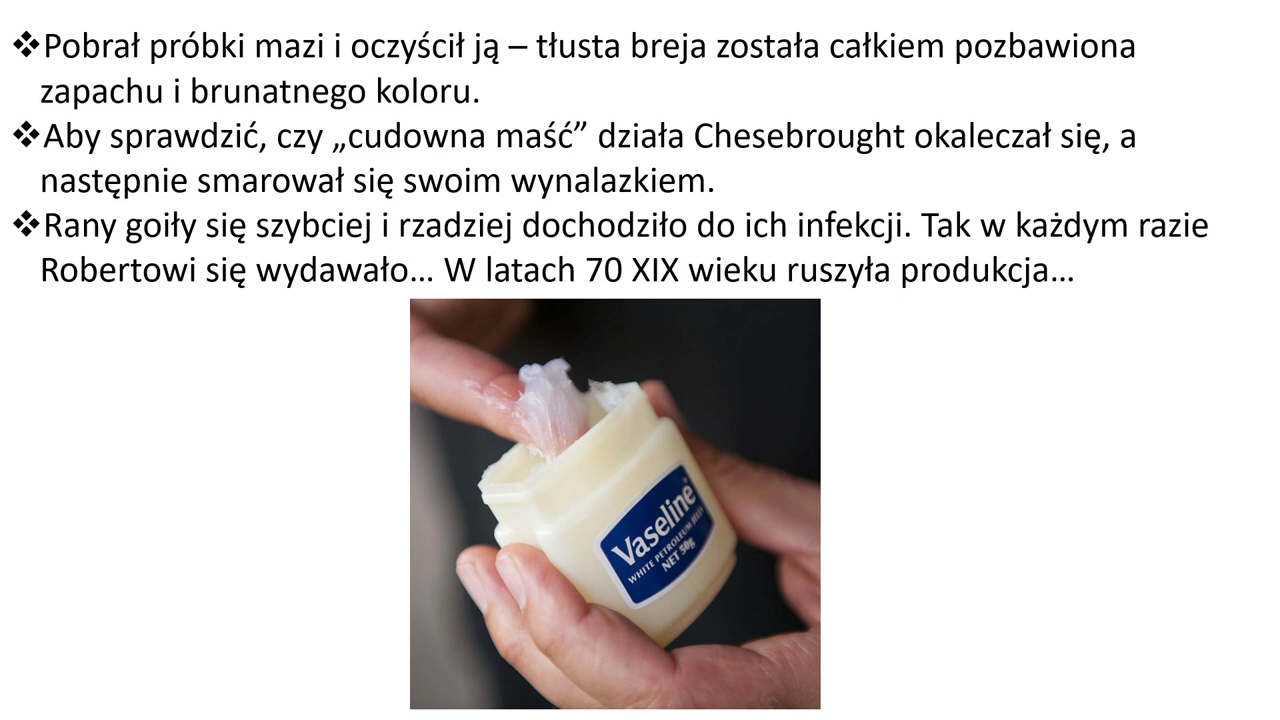 ❖Pobrał próbki mazi i oczyścił ją – tłusta breja została całkiem pozbawiona
zapachu i brunatnego koloru.
❖Aby sprawdzić, czy „cudowna maść” działa Chesebrought okaleczał się, a
następnie smarował się swoim wynalazkiem.
❖Rany goiły się szybciej i rzadziej dochodziło do ich infekcji. Tak w każdym razie
Robertowi się wydawało… W latach 70 XIX wieku ruszyła produkcja…
Vaseline
WHITE PETROLEUM JELLY
NET 50g